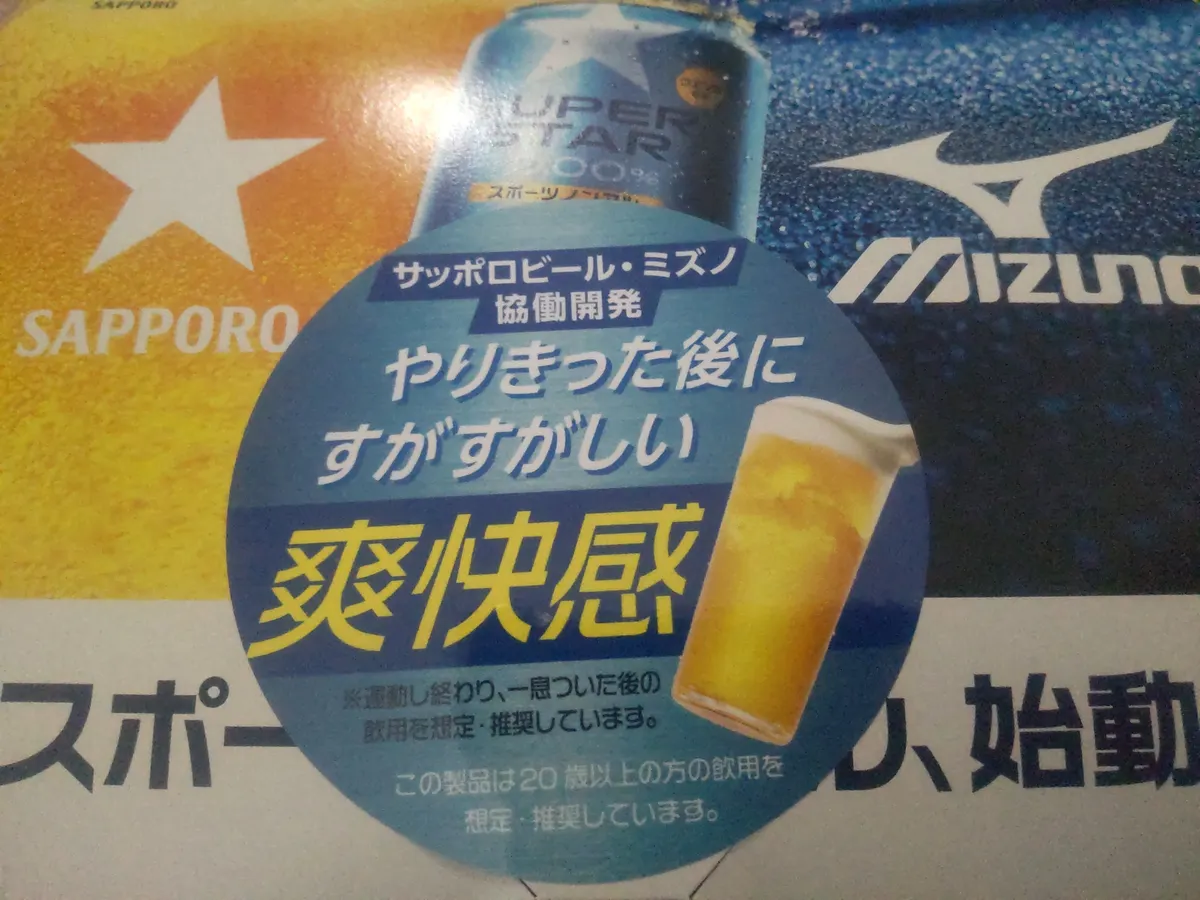 SAPPORO
SUPER
STAR
スポーツノンアル
SAPPORO
MIZUNO
サッポロビール・ミズノ
協働開発
やりきった後に
すがすがしい
爽快感
※運動し終わり、一息ついた後の
飲用を想定・推奨しています。
この製品は20歳以上の方の飲用を
想定・推奨しています。
スポー
、始動